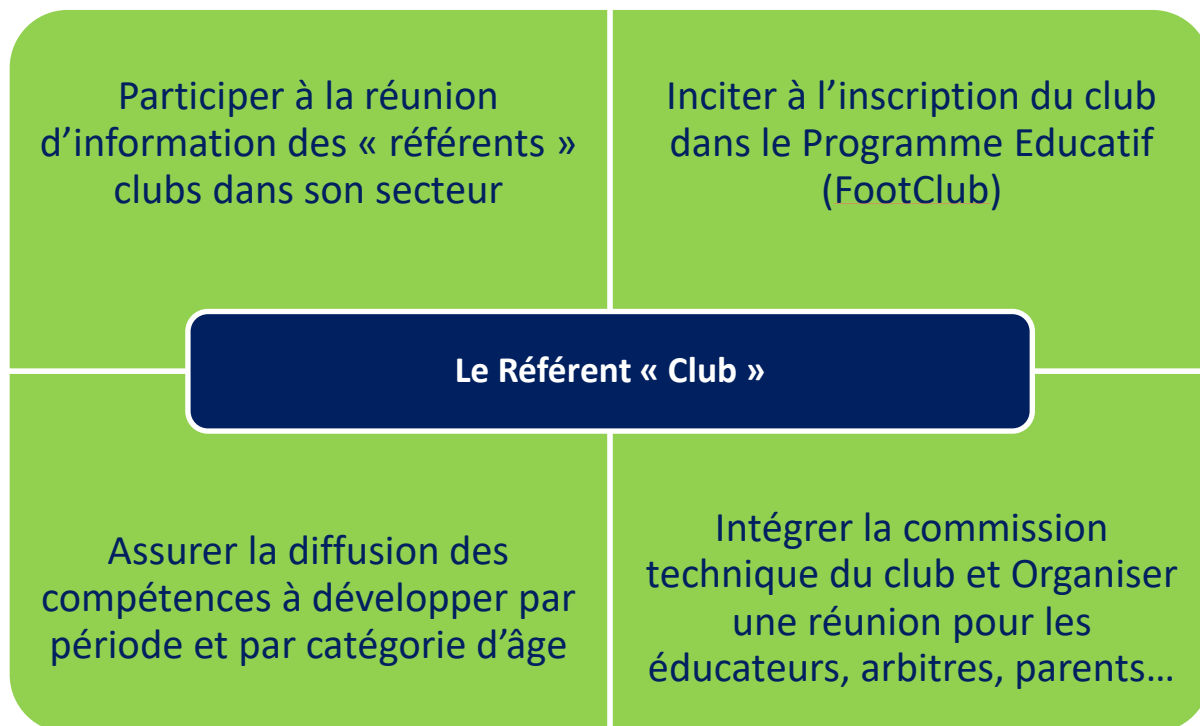 Participer à la réunion
d’information des « référents »
clubs dans son secteur
Inciter à l’inscription du club
dans le Programme Educatif
(FootClub)
Le Référent « Club »
Assurer la diffusion des
compétences à développer par
période et par catégorie d’âge
Intégrer la commission
technique du club et Organiser
une réunion pour les
éducateurs, arbitres, parents…